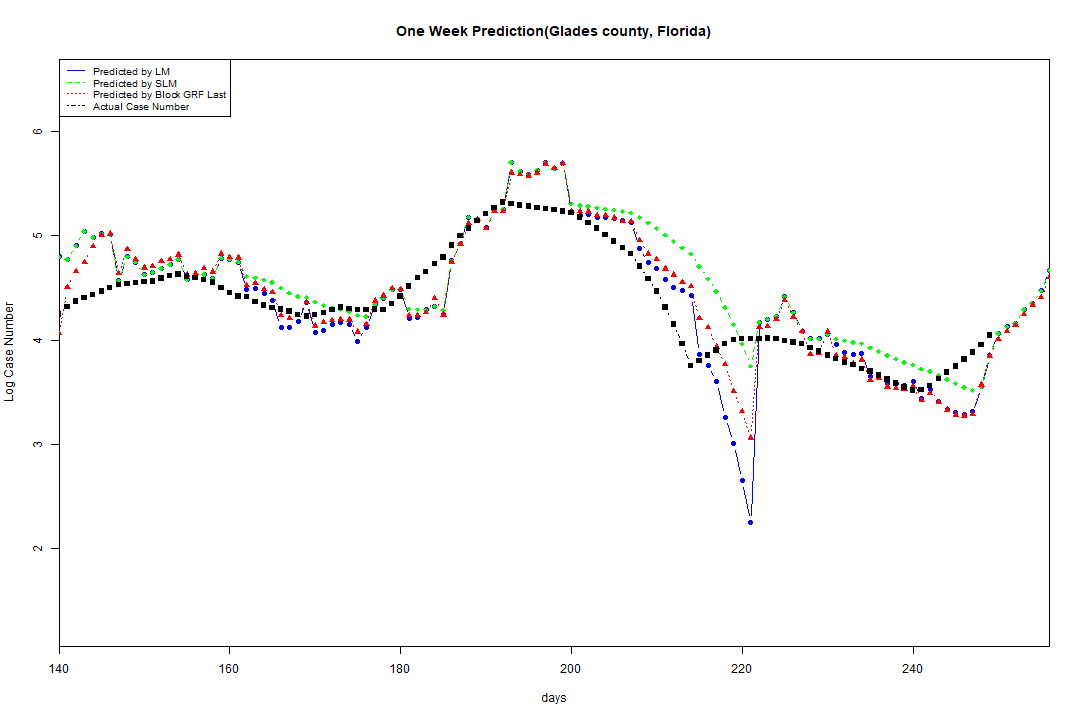 One Week Prediction(Glades county, Florida)
Predicted by LM
Predicted by SLM
Predicted by Block GRF Last
Actual Case Number
6
5
4
3
2
Log Case Number
140 160 180 200 220 240
days